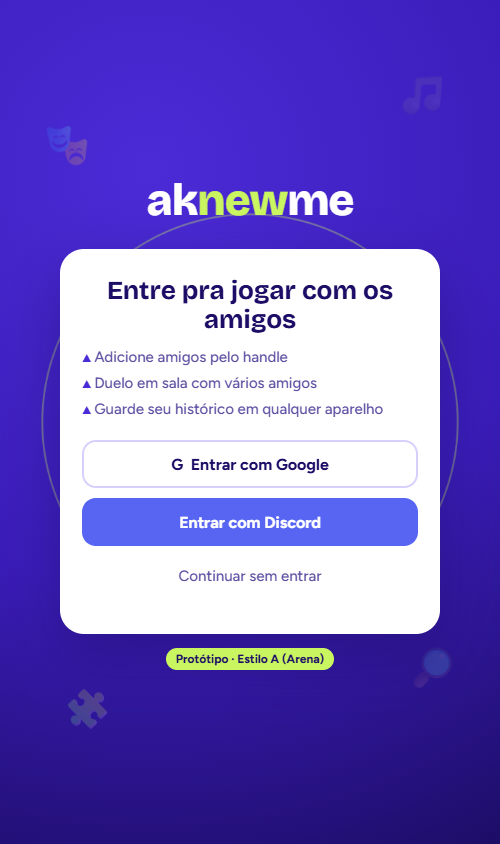 aknewme
Entre pra jogar com os
amigos
▲ Adicione amigos pelo handle
▲ Duelo em sala com vários amigos
▲ Guarde seu histórico em qualquer aparelho
G Entrar com Google
Entrar com Discord
Continuar sem entrar
Protótipo · Estilo A (Arena)